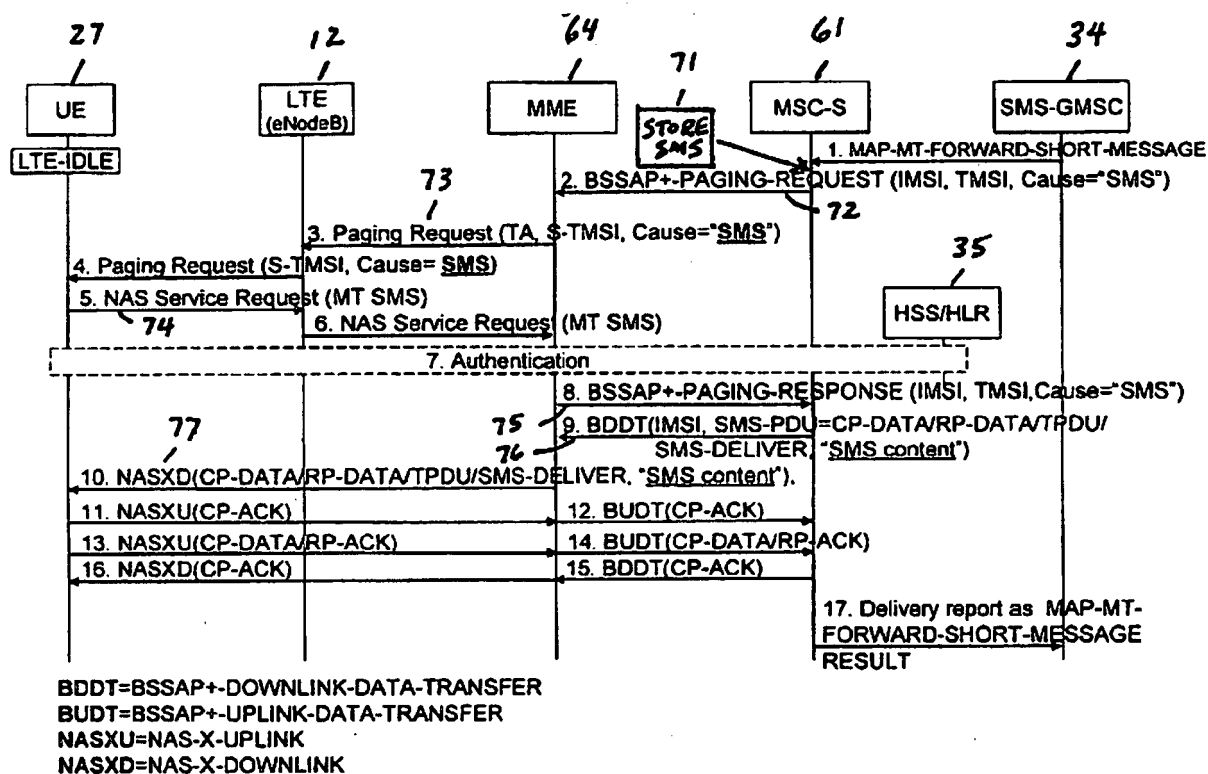 27 12 64 71 61 34
UE
LTE
(eNodeB)
MME
MSC-S
SMS-GMSC
STORE
SMS
LTE-IDLE
1. MAP-MT-FORWARD-SHORT-MESSAGE
2. BSSAP+-PAGING-REQUEST (IMSI, TMSI, Cause="SMS")
72
73
3. Paging Request (TA, S-TMSI, Cause="SMS")
4. Paging Request (S-TMSI, Cause= SMS)
35
HSS/HLR
5. NAS Service Request (MT SMS)
74
6. NAS Service Request (MT SMS)
7. Authentication
8. BSSAP+-PAGING-RESPONSE (IMSI, TMSI,Cause="SMS")
75
9. BDDT(IMSI, SMS-PDU=CP-DATA/RP-DATA/TPDU/
SMS-DELIVER, "SMS content")
76
77
10. NASXD(CP-DATA/RP-DATA/TPDU/SMS-DELIVER, "SMS content"),
11. NASXU(CP-ACK)
12. BUDT(CP-ACK)
13. NASXU(CP-DATA/RP-ACK)
14. BUDT(CP-DATA/RP-ACK)
16. NASXD(CP-ACK)
15. BDDT(CP-ACK)
17. Delivery report as MAP-MT-
FORWARD-SHORT-MESSAGE
RESULT
BDDT=BSSAP+-DOWNLINK-DATA-TRANSFER
BUDT=BSSAP+-UPLINK-DATA-TRANSFER
NASXU=NAS-X-UPLINK
NASXD=NAS-X-DOWNLINK